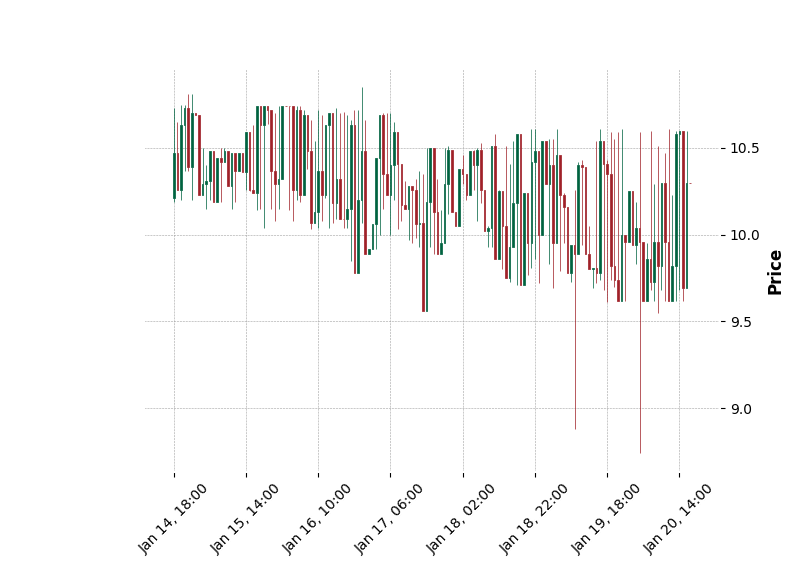 10.5
10.0
9.5
9.0
Price
Jan 14, 18:00
Jan 15, 14:00
Jan 16, 10:00
Jan 17, 06:00
Jan 18, 02:00
Jan 18, 22:00
Jan 19, 18:00
Jan 20, 14:00